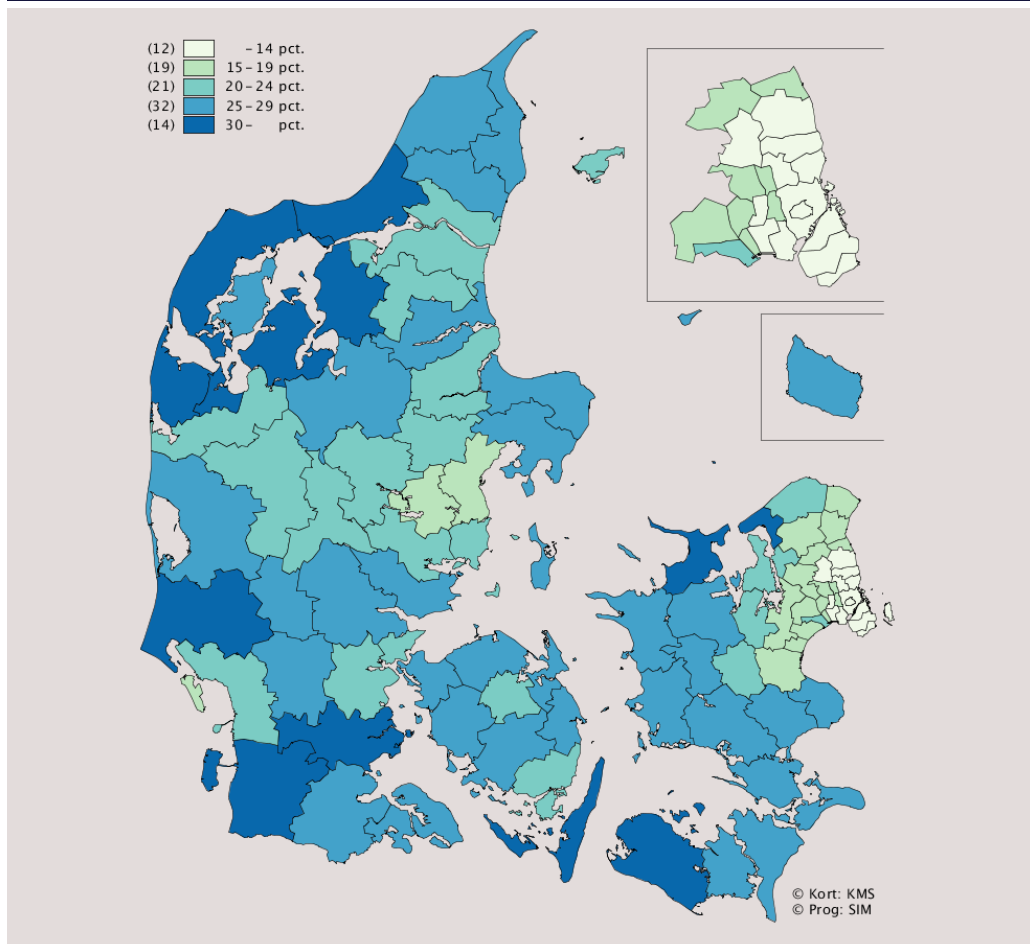 (12) -14 pct.
(19) 15-19 pct.
(21) 20-24 pct.
(32) 25-29 pct.
(14) 30- pct.
© Kort: KMS
© Prog: SIM